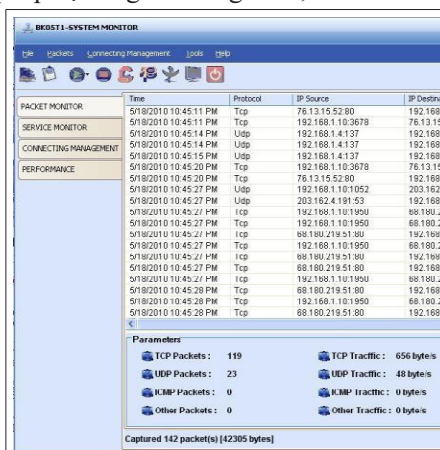 BKOST1-SYSTEM MONITOR
File Packets Connecting Management Tools Help
PACKET MONITOR
SERVICE MONITOR
CONNECTING MANAGEMENT
PERFORMANCE
Time Protocol IP Source IP Destina
5/18/2010 10:45:11 PM Tcp 76.13.15.52:80 192.168
5/18/2010 10:45:11 PM Tcp 192.168.1.10:3678 76.13.15
5/18/2010 10:45:14 PM Udp 192.168.1.4:137 192.168
5/18/2010 10:45:14 PM Udp 192.168.1.4:137 192.168
5/18/2010 10:45:15 PM Udp 192.168.1.4:137 192.168
5/18/2010 10:45:20 PM Tcp 192.168.1.10:3678 76.13.15
5/18/2010 10:45:20 PM Tcp 76.13.15.52:80 192.168
5/18/2010 10:45:27 PM Udp 192.168.1.10:1052 203.162
5/18/2010 10:45:27 PM Udp 203.162.4.191:53 192.168
5/18/2010 10:45:27 PM Tcp 192.168.1.10:1950 68.180.2
5/18/2010 10:45:27 PM Tcp 68.180.219.51:80 192.168
5/18/2010 10:45:27 PM Tcp 192.168.1.10:1950 68.180.2
5/18/2010 10:45:27 PM Tcp 192.168.1.10:1950 68.180.2
5/18/2010 10:45:27 PM Tcp 68.180.219.51:80 192.168
5/18/2010 10:45:27 PM Tcp 68.180.219.51:80 192.168
5/18/2010 10:45:27 PM Tcp 192.168.1.10:1950 68.180.2
5/18/2010 10:45:28 PM Tcp 68.180.219.51:80 192.168
5/18/2010 10:45:28 PM Tcp 192.168.1.10:1950 68.180.2
5/18/2010 10:45:28 PM Tcp 68.180.219.51:80 192.168
Parameters
TCP Packets : 119 TCP Tracffic : 656 byte/s
UDP Packets : 23 UDP Tracffic : 48 byte/s
ICMP Packets : 0 ICMP Tracffic : 0 byte/s
Other Packets : 0 Other Tracffic : 0 byte/s
Captured 142 packet(s) [42305 bytes]